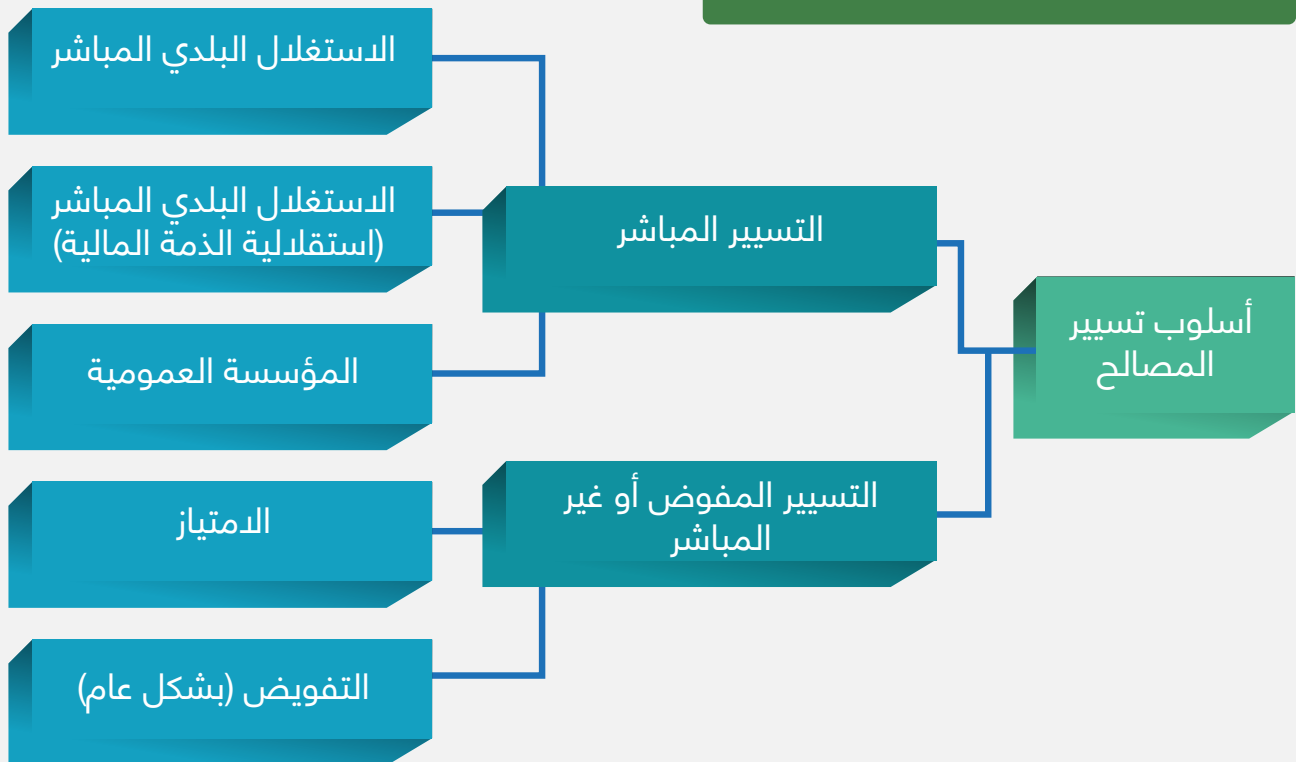 أسلوب تسيير
المصالح
التسيير المباشر
الاستغلال البلدي المباشر
الاستغلال البلدي المباشر
(استقلالية الذمة المالية)
المؤسسة العمومية
التسيير المفوض أو غير
المباشر
الامتياز
التفويض (بشكل عام)